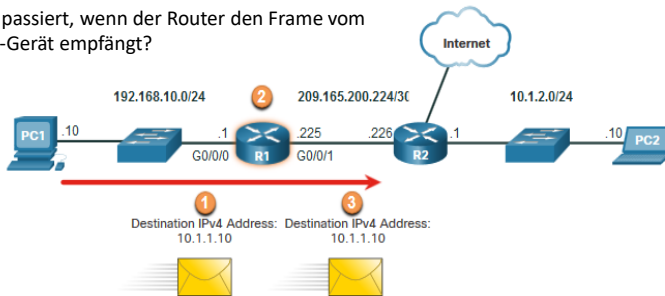 passiert, wenn der Router den Frame vom
-Gerät empfängt?
Internet
192.168.10.0/24
2
209.165.200.224/30
10.1.2.0/24
PC1
.10
.1
R1
.225
.226
R2
.1
.10
PC2
G0/0/0
G0/0/1
1
3
Destination IPv4 Address:
10.1.1.10
Destination IPv4 Address:
10.1.1.10